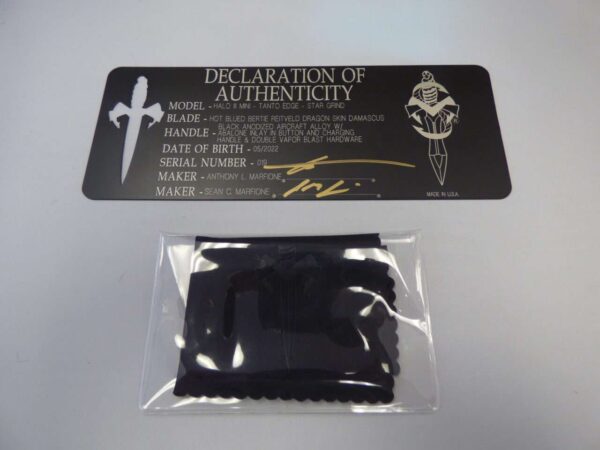 DECLARATION OF
AUTHENTICITY
MODEL - HALO III MINI - TANTO EDGE - STAR GRIND
BLADE - HOT BLUED BERTIE REITVELD DRAGON SKIN DAMASCUS
BLACK ANODIZED AIRCRAFT ALLOY W/
HANDLE - ABALONE INLAY IN BUTTON AND CHARGING
HANDLE & DOUBLE VAPOR BLAST HARDWARE
DATE OF BIRTH - 05/2022
SERIAL NUMBER - 019
MAKER - ANTHONY L. MARFIONE
MAKER - SEAN C. MARFIONE
MADE IN U.S.A.